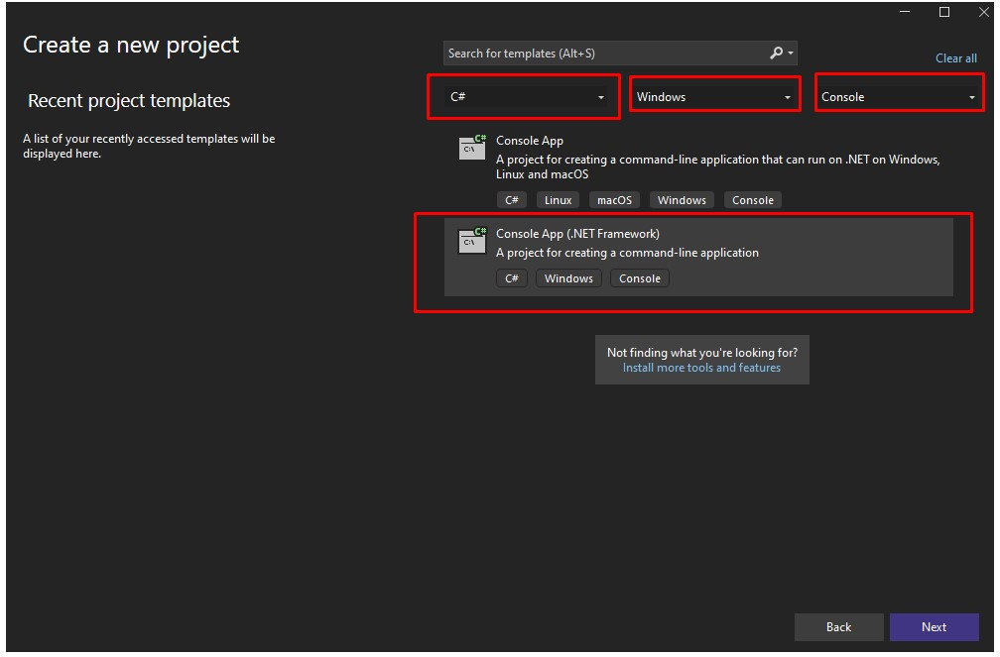 Create a new project
Search for templates (Alt+S)
Clear all
Recent project templates
C#
Windows
Console
A list of your recently accessed templates will be
displayed here.
C#
C:\
Console App
A project for creating a command-line application that can run on .NET on Windows,
Linux and macOS
C#
Linux
macOS
Windows
Console
C#
C:\
Console App (.NET Framework)
A project for creating a command-line application
C#
Windows
Console
Not finding what you're looking for?
Install more tools and features
Back
Next